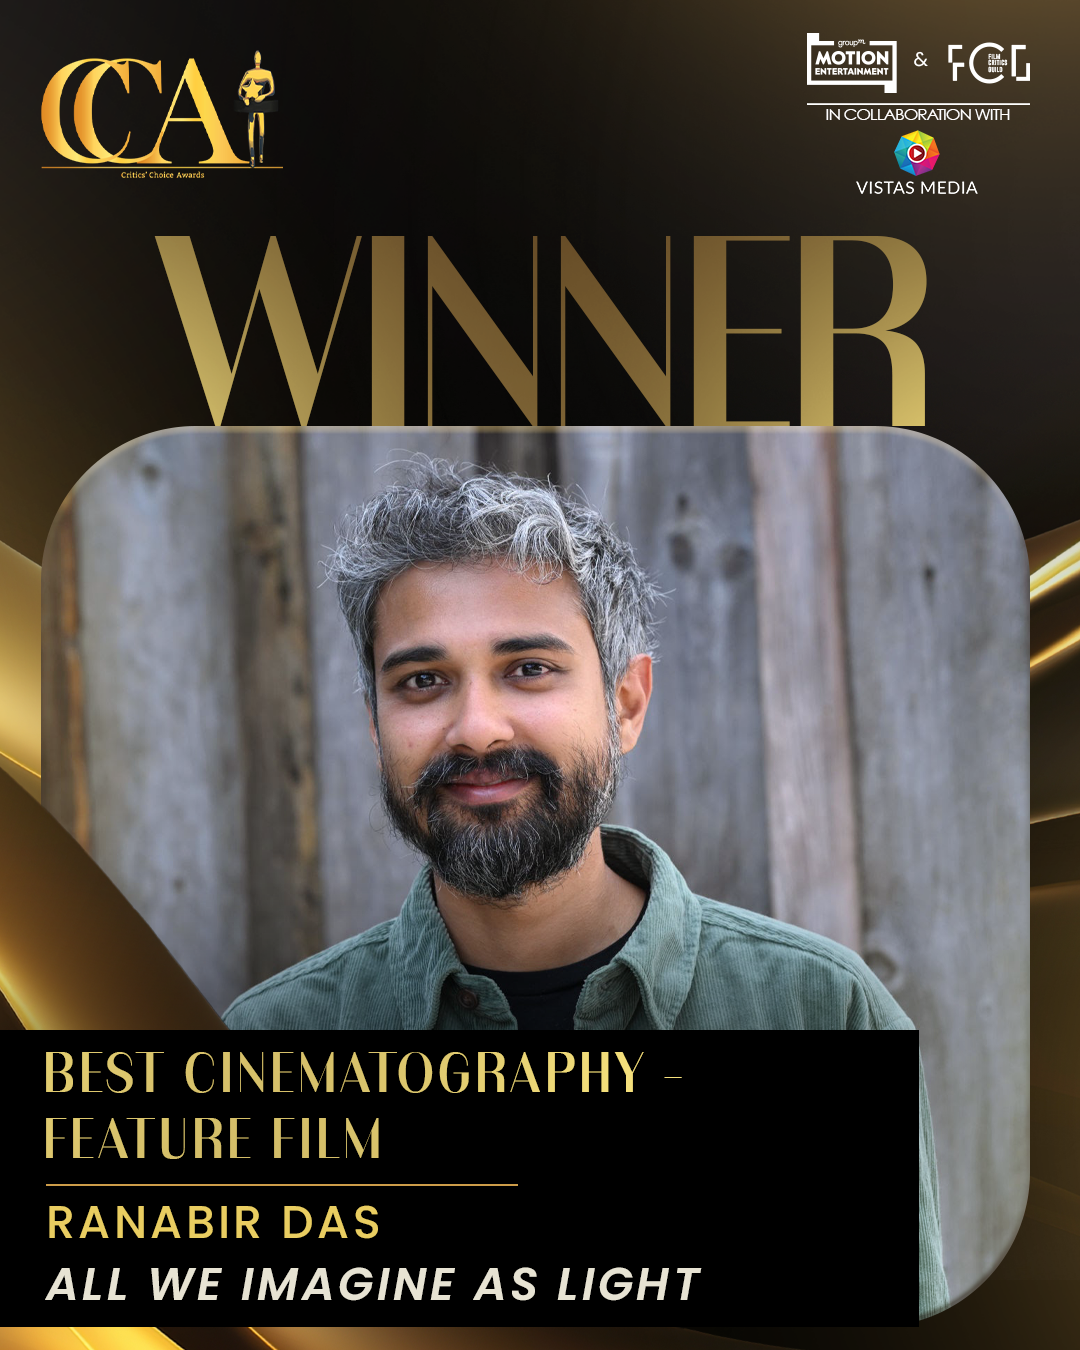 CCA
Critics' Choice Awards
groupm
MOTION
ENTERTAINMENT
&
FCG
FILM
CRITICS
GUILD
IN COLLABORATION WITH
VISTAS MEDIA
WINNER
BEST CINEMATOGRAPHY –
FEATURE FILM
RANABIR DAS
ALL WE IMAGINE AS LIGHT